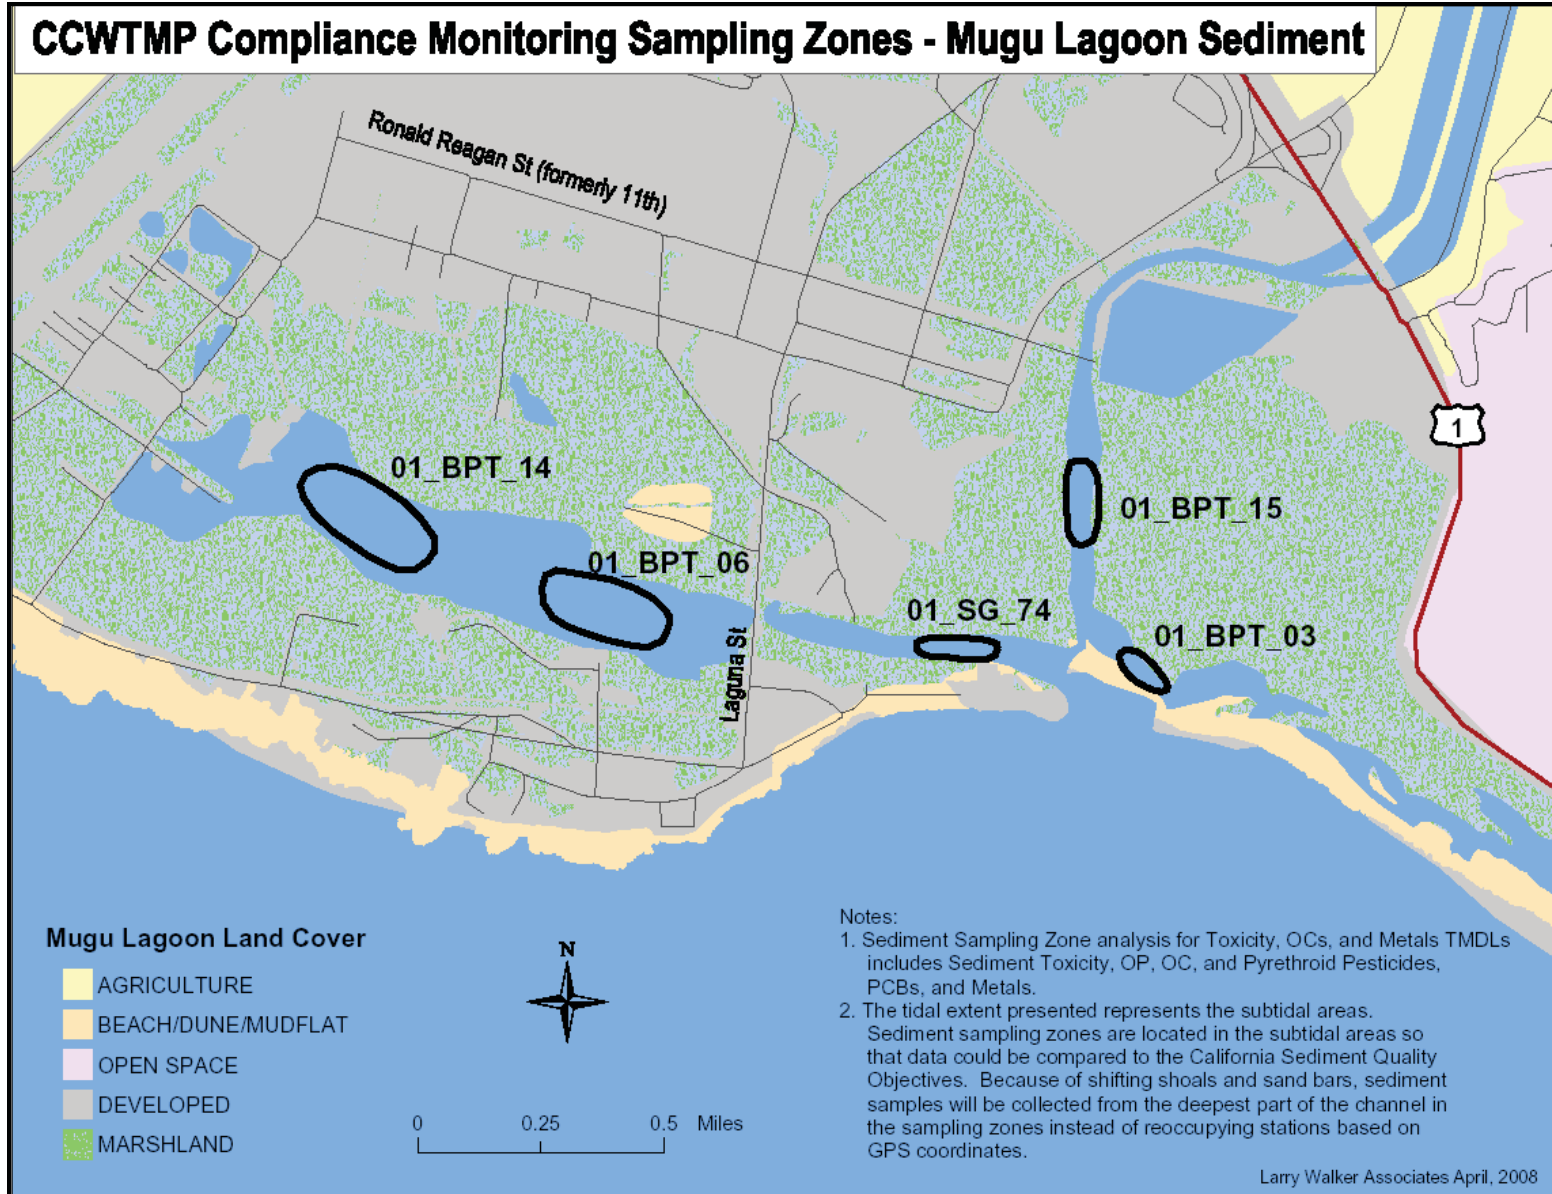 CCWTMP Compliance Monitoring Sampling Zones - Mugu Lagoon Sediment
Ronald Reagan St (formerly 11th)
1
01_BPT_14
01_BPT_15
01_BPT_06
01_SG_74
01_BPT_03
Laguna St
Mugu Lagoon Land Cover
AGRICULTURE
BEACH/DUNE/MUDFLAT
OPEN SPACE
DEVELOPED
MARSHLAND
N
0 0.25 0.5 Miles
Notes:
1. Sediment Sampling Zone analysis for Toxicity, OCs, and Metals TMDLs
includes Sediment Toxicity, OP, OC, and Pyrethroid Pesticides,
PCBs, and Metals.
2. The tidal extent presented represents the subtidal areas.
Sediment sampling zones are located in the subtidal areas so
that data could be compared to the California Sediment Quality
Objectives. Because of shifting shoals and sand bars, sediment
samples will be collected from the deepest part of the channel in
the sampling zones instead of reoccupying stations based on
GPS coordinates.
Larry Walker Associates April, 2008